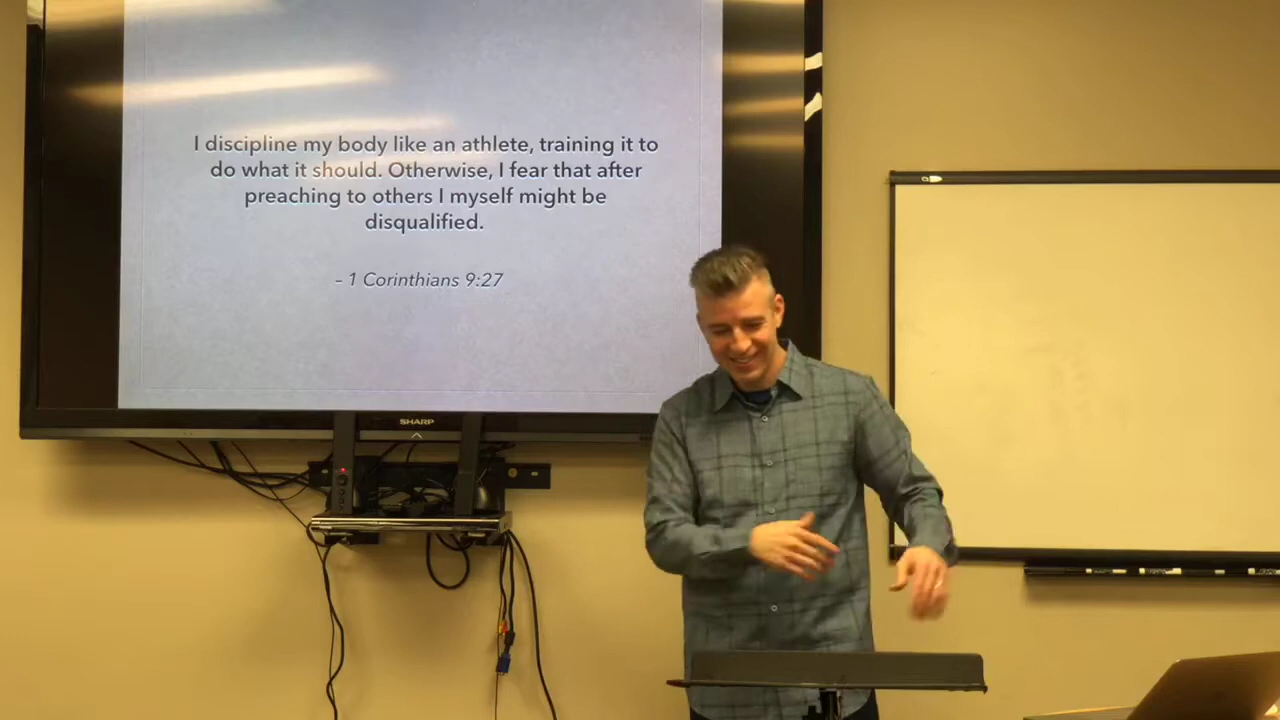 I discipline my body like an athlete, training it to
do what it should. Otherwise, I fear that after
preaching to others I myself might be
disqualified.
– 1 Corinthians 9:27
SHARP